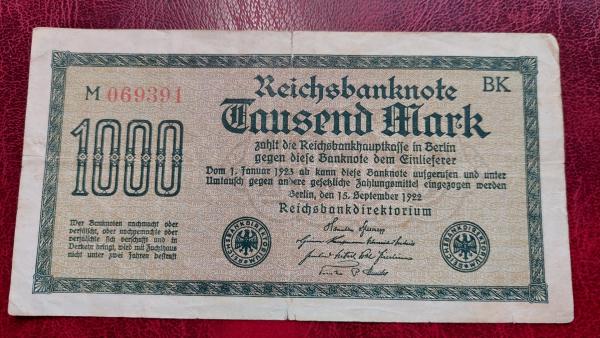 Reichsbanknote
BK
M 069391
Tausend Mark
1000
zahlt die Reichsbankhauptkasse in Berlin
gegen diese Banknote dem Einlieferer
Vom 1. Januar 1923 ab kann diese Banknote aufgerufen und unter
Umtausch gegen andere gesetzliche Zahlungsmittel eingezogen werden
Berlin, den 15. September 1922
Reichsbankdirektorium
Wer Banknoten nachmacht oder
verfälscht, oder nachgemachte oder
verfälschte sich verschafft und in
Verkehr bringt, wird mit Zuchthaus
nicht unter zwei Jahren bestraft